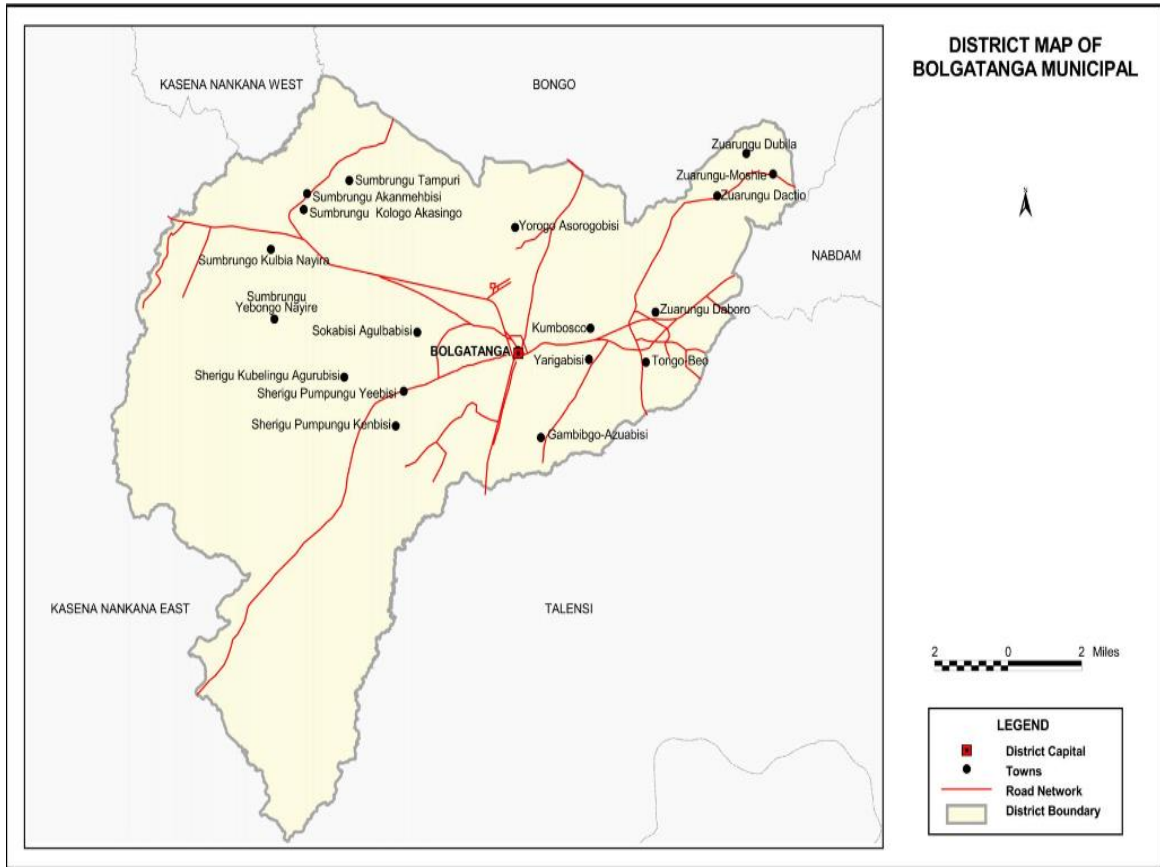 DISTRICT MAP OF
BOLGATANGA MUNICIPAL
KASENA NANKANA WEST
BONGO
Zuarungu Dubila
Zuarungu-Moshie
Zuarungu Dactio
Sumbrungu Tampuri
Sumbrungu Akanmehbisi
Sumbrungu Kologo Akasingo
Yorogo Asorogobisi
NABDAM
Sumbrungo Kulbia Nayira
Sumbrungu
Yebongo Nayire
Zuarungu Daboro
Sokabisi Agulbabisi
Kumbosco
BOLGATANGA
Yarigabisi
Tongo-Beo
Sherigu Kubelingu Agurubisi
Sherigu Pumpungu Yeebisi
Sherigu Pumpungu Kenbisi
Gambibgo-Azuabisi
KASENA NANKANA EAST
TALENSI
2 0 2 Miles
LEGEND
District Capital
Towns
Road Network
District Boundary